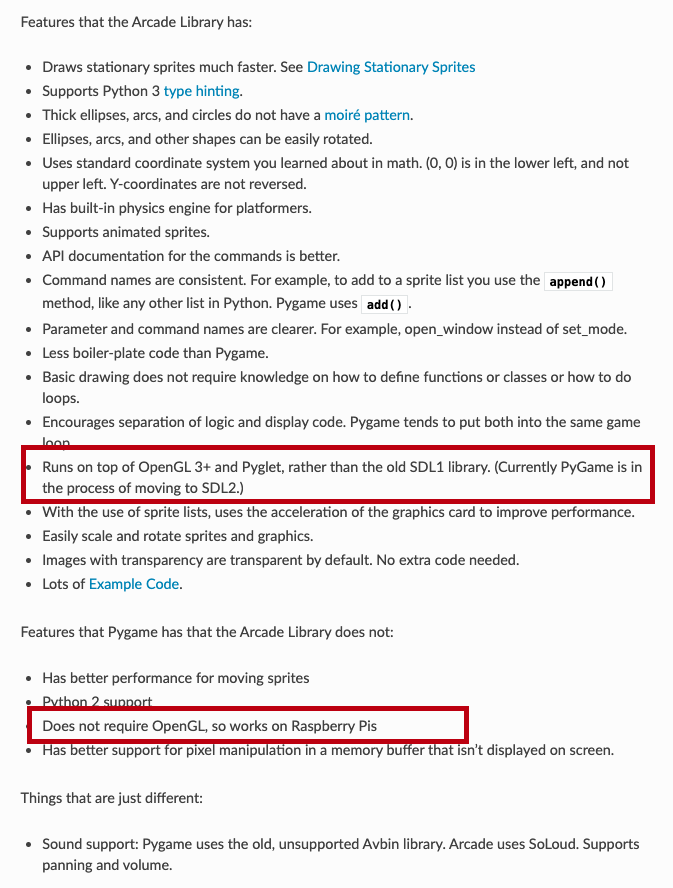 Features that the Arcade Library has:
Draws stationary sprites much faster. See Drawing Stationary Sprites
Supports Python 3 type hinting.
Thick ellipses, arcs, and circles do not have a moiré pattern.
Ellipses, arcs, and other shapes can be easily rotated.
Uses standard coordinate system you learned about in math. (0, 0) is in the lower left, and not
upper left. Y-coordinates are not reversed.
Has built-in physics engine for platformers.
Supports animated sprites.
API documentation for the commands is better.
Command names are consistent. For example, to add to a sprite list you use the append()
method, like any other list in Python. Pygame uses add() .
Parameter and command names are clearer. For example, open_window instead of set_mode.
Less boiler-plate code than Pygame.
Basic drawing does not require knowledge on how to define functions or classes or how to do
loops.
Encourages separation of logic and display code. Pygame tends to put both into the same game
loop
Runs on top of OpenGL 3+ and Pyglet, rather than the old SDL1 library. (Currently PyGame is in
the process of moving to SDL2.)
With the use of sprite lists, uses the acceleration of the graphics card to improve performance.
Easily scale and rotate sprites and graphics.
Images with transparency are transparent by default. No extra code needed.
Lots of Example Code.
Features that Pygame has that the Arcade Library does not:
Has better performance for moving sprites
Python 2 support
Does not require OpenGL, so works on Raspberry Pis
Has better support for pixel manipulation in a memory buffer that isn't displayed on screen.
Things that are just different:
Sound support: Pygame uses the old, unsupported Avbin library. Arcade uses SoLoud. Supports
panning and volume.